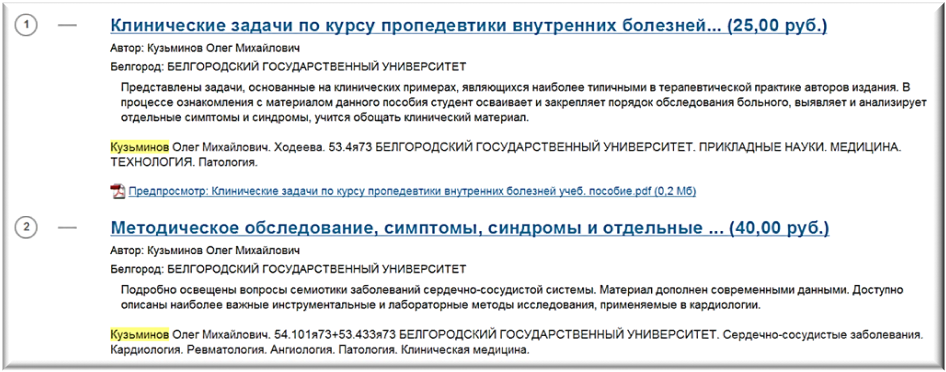 1 — Клинические задачи по курсу пропедевтики внутренних болезней... (25,00 руб.)
Автор: Кузьминов Олег Михайлович
Белгород: БЕЛГОРОДСКИЙ ГОСУДАРСТВЕННЫЙ УНИВЕРСИТЕТ
Представлены задачи, основанные на клинических примерах, являющихся наиболее типичными в терапевтической практике авторов издания. В
процессе ознакомления с материалом данного пособия студент осваивает и закрепляет порядок обследования больного, выявляет и анализирует
отдельные симптомы и синдромы, учится обощать клинический материал.
Кузьминов Олег Михайлович. Ходеева. 53.4я73 БЕЛГОРОДСКИЙ ГОСУДАРСТВЕННЫЙ УНИВЕРСИТЕТ. ПРИКЛАДНЫЕ НАУКИ. МЕДИЦИНА.
ТЕХНОЛОГИЯ. Патология.
Предпросмотр: Клинические задачи по курсу пропедевтики внутренних болезней учеб. пособие.pdf (0,2 Мб)
2 — Методическое обследование, симптомы, синдромы и отдельные ... (40,00 руб.)
Автор: Кузьминов Олег Михайлович
Белгород: БЕЛГОРОДСКИЙ ГОСУДАРСТВЕННЫЙ УНИВЕРСИТЕТ
Подробно освещены вопросы семиотики заболеваний сердечно-сосудистой системы. Материал дополнен современными данными. Доступно
описаны наиболее важные инструментальные и лабораторные методы исследования, применяемые в кардиологии.
Кузьминов Олег Михайлович. 54.101я73+53.433я73 БЕЛГОРОДСКИЙ ГОСУДАРСТВЕННЫЙ УНИВЕРСИТЕТ. Сердечно-сосудистые заболевания.
Кардиология. Ревматология. Ангиология. Патология. Клиническая медицина.